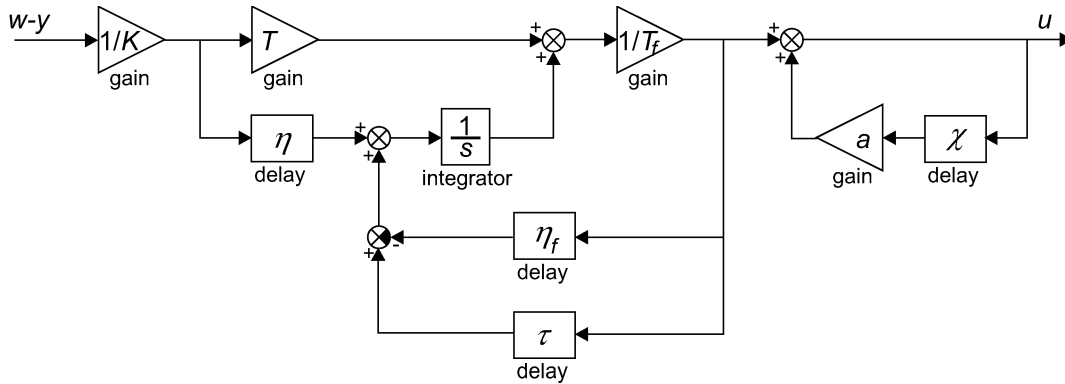 w-y
1/K
gain
T
gain
+
+
1/T_f
gain
+
+
u
η
delay
+
+
1/s
integrator
a
gain
χ
delay
+
-
η_f
delay
τ
delay